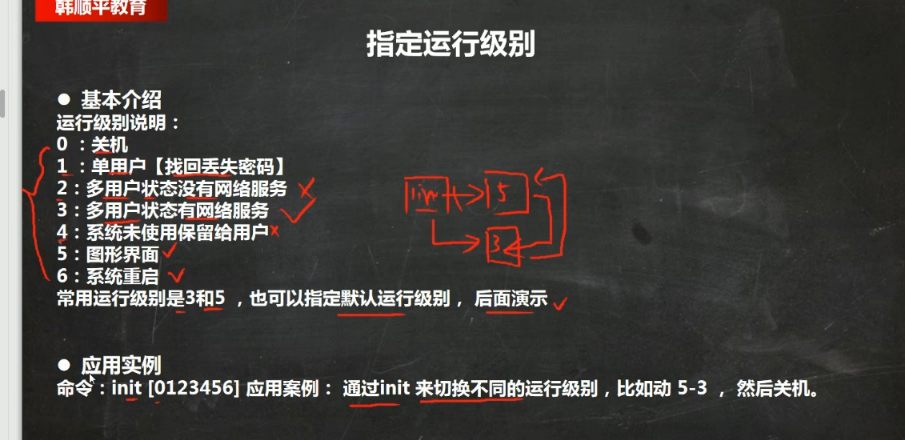 韩顺平教育
指定运行级别
● 基本介绍
运行级别说明：
0 ：关机
1 ：单用户【找回丢失密码】
2：多用户状态没有网络服务
3：多用户状态有网络服务
4：系统未使用保留给用户
5：图形界面
6：系统重启
常用运行级别是3和5 ，也可以指定默认运行级别， 后面演示
5
3
● 应用实例
命令：init [0123456] 应用案例： 通过init 来切换不同的运行级别，比如动 5-3 ， 然后关机。